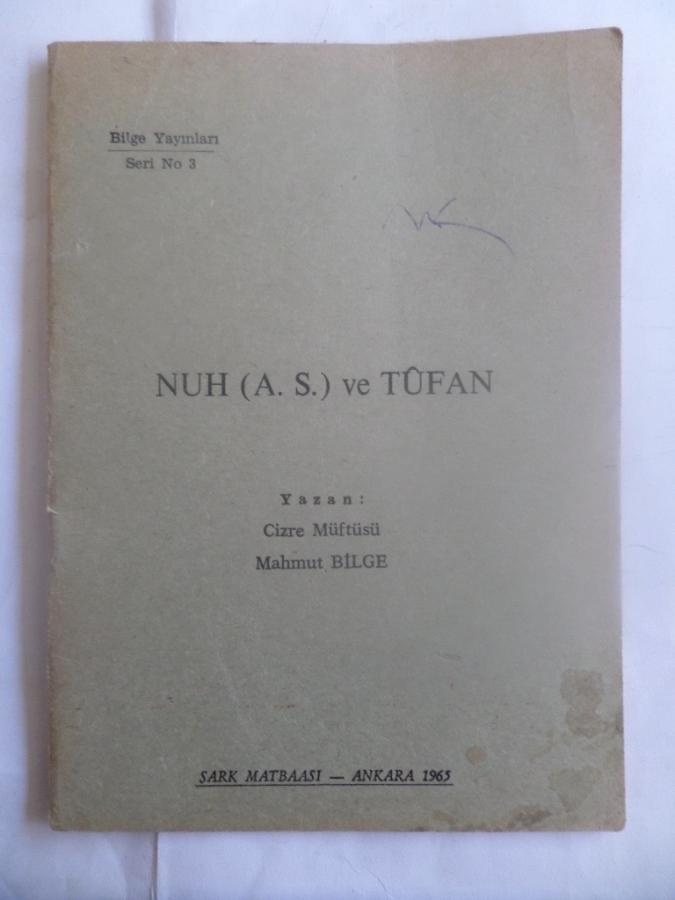 Bilge Yayınları
Seri No 3
NUH (A. S.) ve TÛFAN
Yazan:
Cizre Müftüsü
Mahmut BİLGE
ŞARK MATBAASI — ANKARA 1965